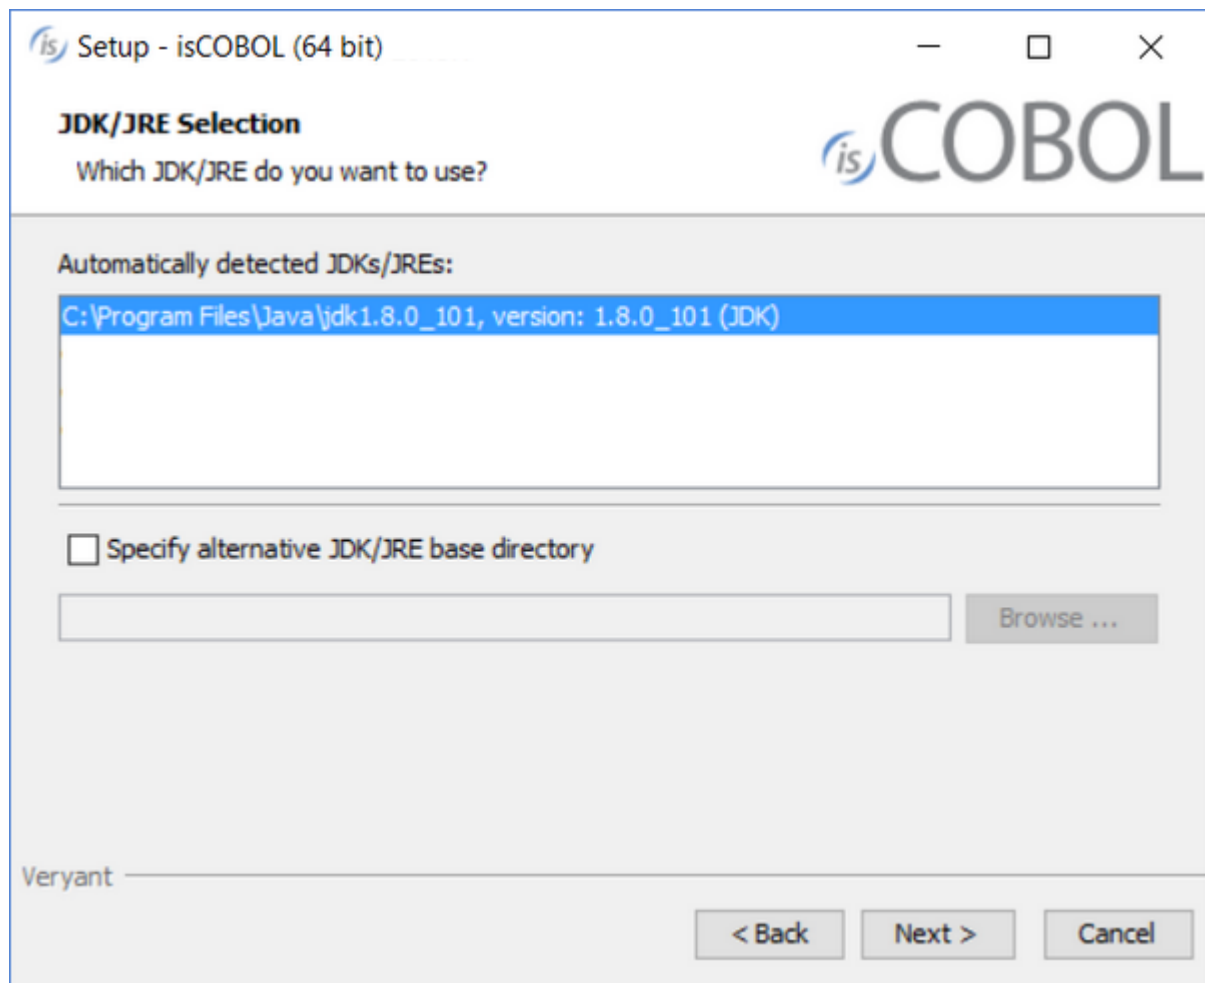 is Setup - isCOBOL (64 bit)
JDK/JRE Selection
Which JDK/JRE do you want to use?
isCOBOL
Automatically detected JDKs/JREs:
C:\Program Files\Java\jdk1.8.0_101, version: 1.8.0_101 (JDK)
Specify alternative JDK/JRE base directory
Browse ...
Veryant
< Back Next > Cancel